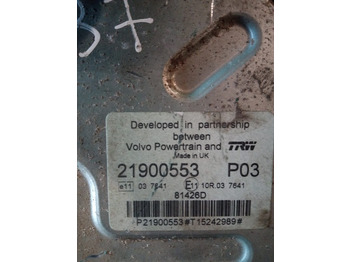 37
Developed in partnership
between
Volvo Powertrain and TRW
Made in UK
21900553 P03
e11 03 7641 E11 10R.03 7641
81426D
P21900553#T15242989#